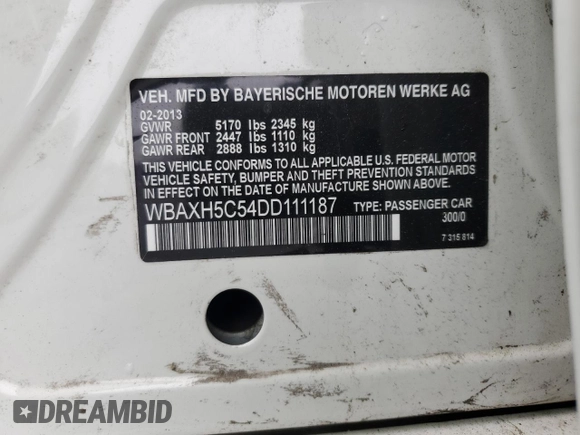 VEH. MFD BY BAYERISCHE MOTOREN WERKE AG
02-2013
GVWR 5170 lbs 2345 kg
GAWR FRONT 2447 lbs 1110 kg
GAWR REAR 2888 lbs 1310 kg
THIS VEHICLE CONFORMS TO ALL APPLICABLE U.S. FEDERAL MOTOR
VEHICLE SAFETY, BUMPER AND THEFT PREVENTION STANDARDS
IN EFFECT ON THE DATE OF MANUFACTURE SHOWN ABOVE.
WBAXH5C54DD111187 TYPE: PASSENGER CAR
300/0
7 315 814
DREAMBID